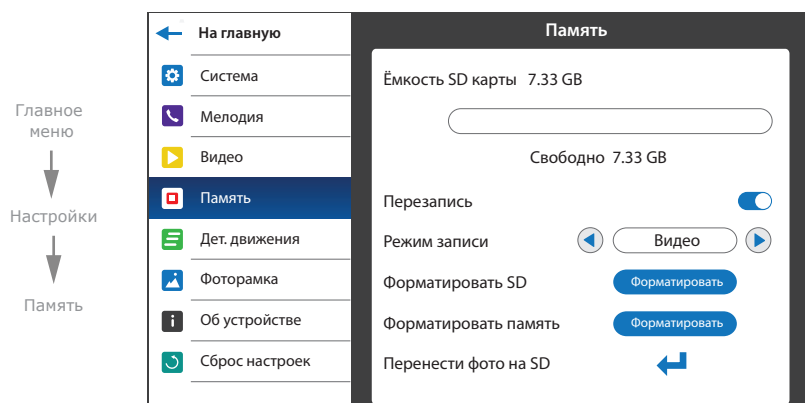 Главное
меню
Настройки
Память
На главную
Система
Мелодия
Видео
Память
Дет. движения
Фоторамка
Об устройстве
Сброс настроек
Память
Ёмкость SD карты 7.33 GB
Свободно 7.33 GB
Перезапись
Режим записи Видео
Форматировать SD Форматировать
Форматировать память Форматировать
Перенести фото на SD